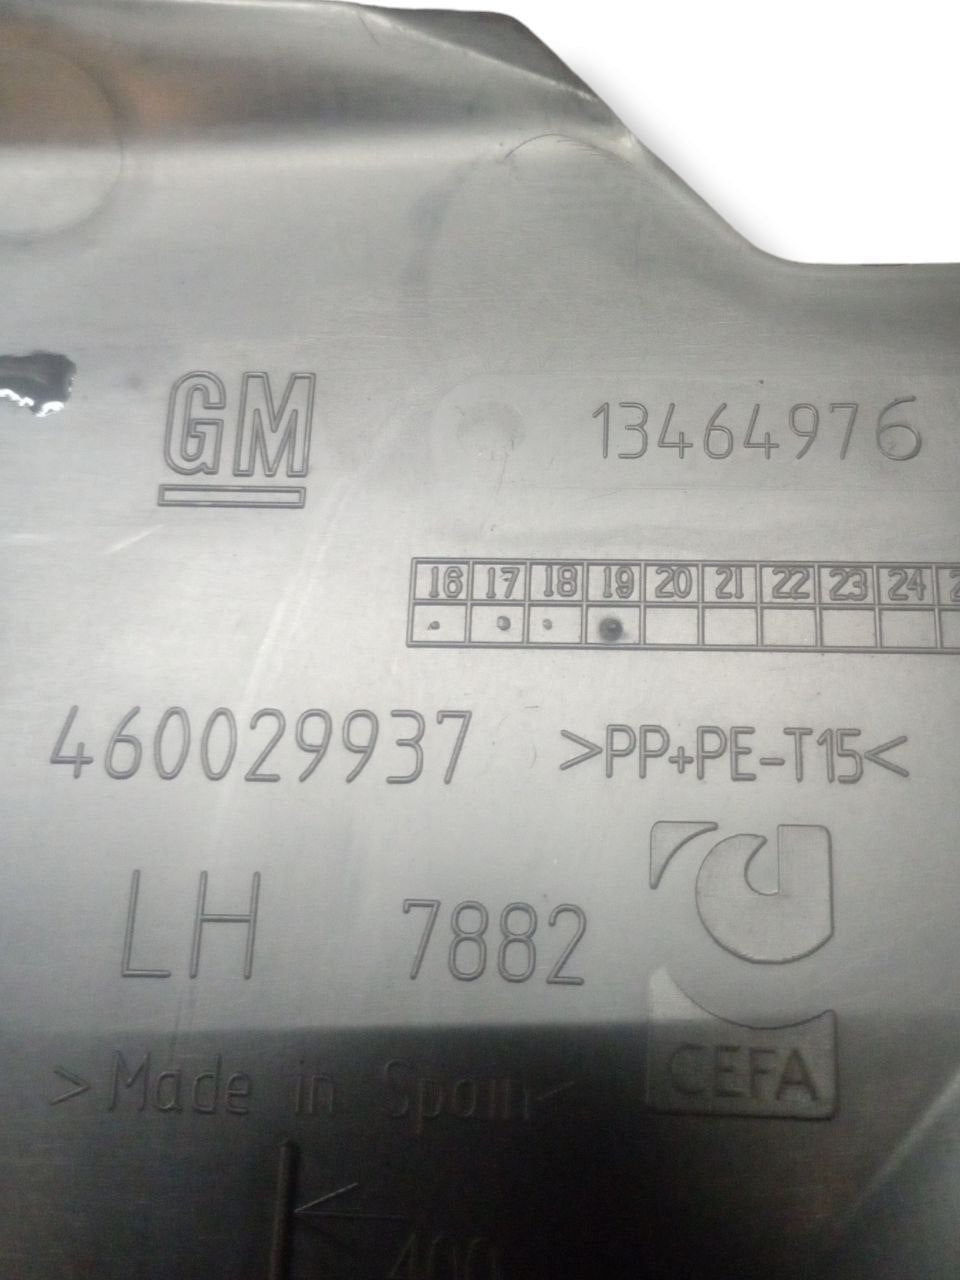 GM
13464976
16 17 18 19 20 21 22 23 24
460029937
>PP+PE-T15<
LH 7882
CEFA
>Made in Spain<
400